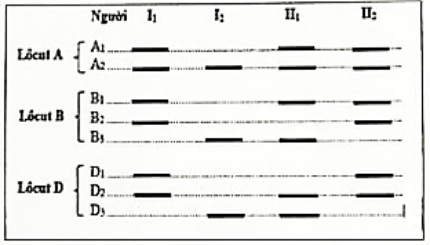 Người I₁ I₂ II₁ II₂
Lôcut A
A₁
A₂
Lôcut B
B₁
B₂
B₃
Lôcut D
D₁
D₂
D₃